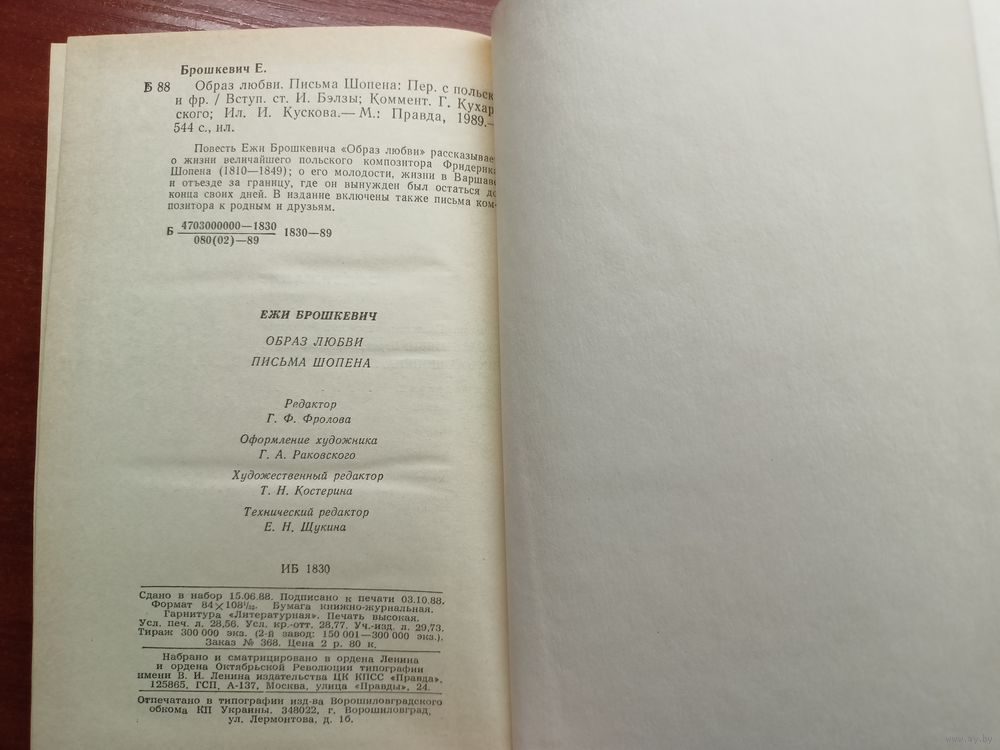 Брошкевич Е.
Б 88 Образ любви. Письма Шопена: Пер. с польск.
и фр. / Вступ. ст. И. Бэлзы; Коммент. Г. Кухар-
ского; Ил. И. Кускова.— М.: Правда, 1989.—
544 с., ил.
Повесть Ежи Брошкевича «Образ любви» рассказывает
о жизни величайшего польского композитора Фридерика
Шопена (1810—1849); о его молодости, жизни в Варшаве
и отъезде за границу, где он вынужден был остаться до
конца своих дней. В издание включены также письма ком-
позитора к родным и друзьям.
Б 4703000000—1830 1830—89
080(02)—89
ЕЖИ БРОШКЕВИЧ
ОБРАЗ ЛЮБВИ
ПИСЬМА ШОПЕНА
Редактор
Г. Ф. Фролова
Оформление художника
Г. А. Раковского
Художественный редактор
Т. Н. Костерина
Технический редактор
Е. Н. Щукина
ИБ 1830
Сдано в набор 15.06.88. Подписано к печати 03.10.88.
Формат 84×108¹/₃₂. Бумага книжно-журнальная.
Гарнитура «Литературная». Печать высокая.
Усл. печ. л. 28,56. Усл. кр.-отт. 28,77. Уч.-изд. л. 29,73.
Тираж 300 000 экз. (2-й завод: 150 001—300 000 экз.).
Заказ № 368. Цена 2 р. 80 к.
Набрано и сматрицировано в ордена Ленина
и ордена Октябрьской Революции типографии
имени В. И. Ленина издательства ЦК КПСС «Правда».
125865, ГСП, А-137, Москва, улица «Правды», 24.
Отпечатано в типографии изд-ва Ворошиловградского
обкома КП Украины. 348022, г. Ворошиловград,
ул. Лермонтова, д. 1б.
www.ay.by